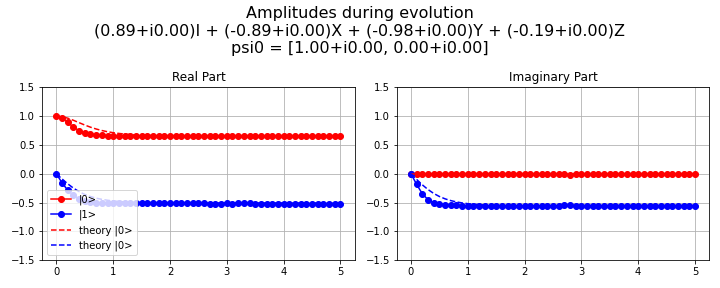 Amplitudes during evolution
(0.89+i0.00)I + (-0.89+i0.00)X + (-0.98+i0.00)Y + (-0.19+i0.00)Z
psi0 = [1.00+i0.00, 0.00+i0.00]
Real Part
1.5
1.0
0.5
0.0
−0.5
−1.0
−1.5
|0>
|1>
theory |0>
theory |0>
0 1 2 3 4 5
Imaginary Part
1.5
1.0
0.5
0.0
−0.5
−1.0
−1.5
0 1 2 3 4 5